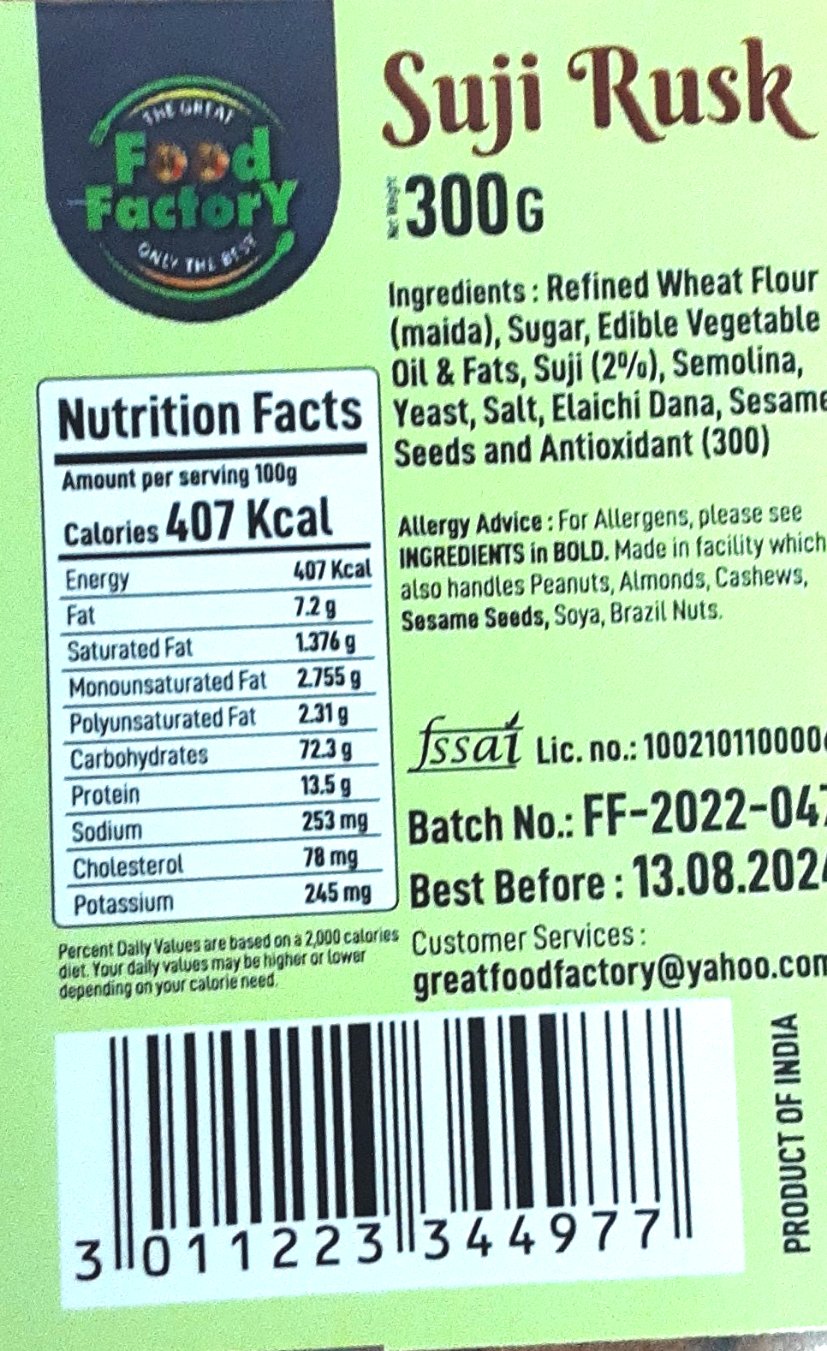 THE GREAT
Food
FactorY
ONLY THE BEST
Suji Rusk
Net Weight
300G
Ingredients : Refined Wheat Flour
(maida), Sugar, Edible Vegetable
Oil & Fats, Suji (2%), Semolina,
Yeast, Salt, Elaichi Dana, Sesame
Seeds and Antioxidant (300)
Allergy Advice : For Allergens, please see
INGREDIENTS in BOLD. Made in facility which
also handles Peanuts, Almonds, Cashews,
Sesame Seeds, Soya, Brazil Nuts.
Nutrition Facts
Amount per serving 100g
Calories 407 Kcal
Energy 407 Kcal
Fat 7.2 g
Saturated Fat 1.376 g
Monounsaturated Fat 2.755 g
Polyunsaturated Fat 2.31 g
Carbohydrates 72.3 g
Protein 13.5 g
Sodium 253 mg
Cholesterol 78 mg
Potassium 245 mg
Percent Daily Values are based on a 2,000 calories
diet. Your daily values may be higher or lower
depending on your calorie need.
fssai Lic. no.: 100210110000
Batch No.: FF-2022-047
Best Before : 13.08.2024
Customer Services :
greatfoodfactory@yahoo.com
PRODUCT OF INDIA
3 011223 344977